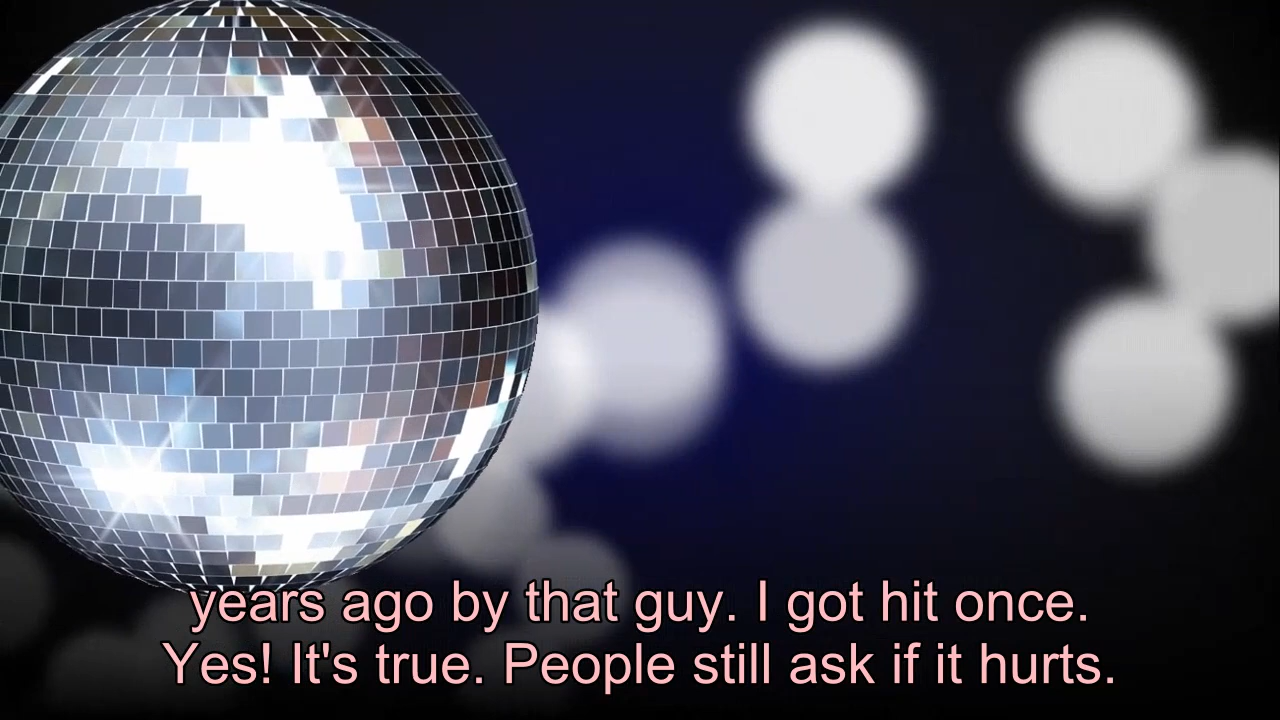 years ago by that guy. I got hit once.
Yes! It's true. People still ask if it hurts.